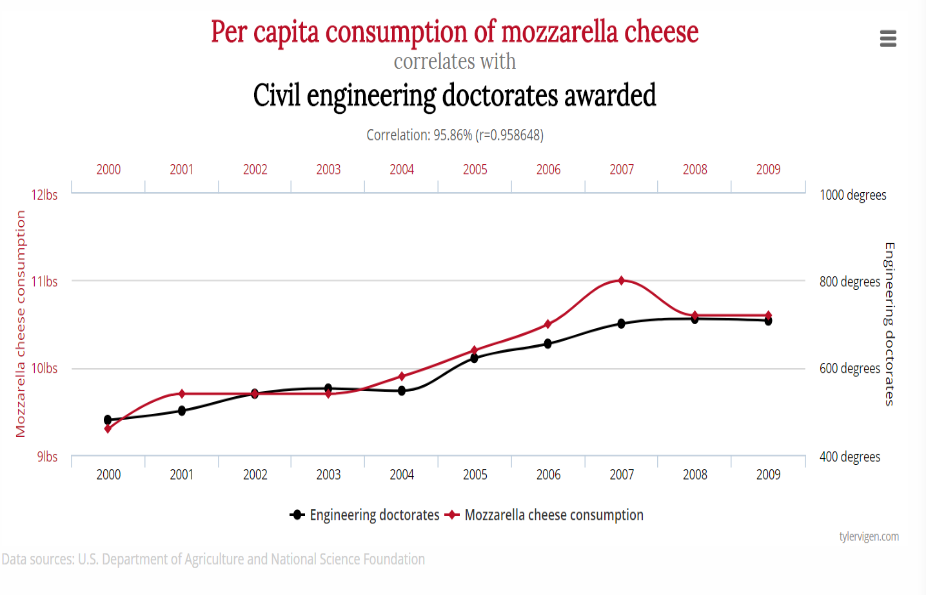 Per capita consumption of mozzarella cheese
correlates with
Civil engineering doctorates awarded
Correlation: 95.86% (r=0.958648)
2000 2001 2002 2003 2004 2005 2006 2007 2008 2009
Mozzarella cheese consumption
12lbs
11lbs
10lbs
9lbs
1000 degrees
800 degrees
600 degrees
400 degrees
Engineering doctorates
2000 2001 2002 2003 2004 2005 2006 2007 2008 2009
Engineering doctorates Mozzarella cheese consumption
tylervigen.com
Data sources: U.S. Department of Agriculture and National Science Foundation